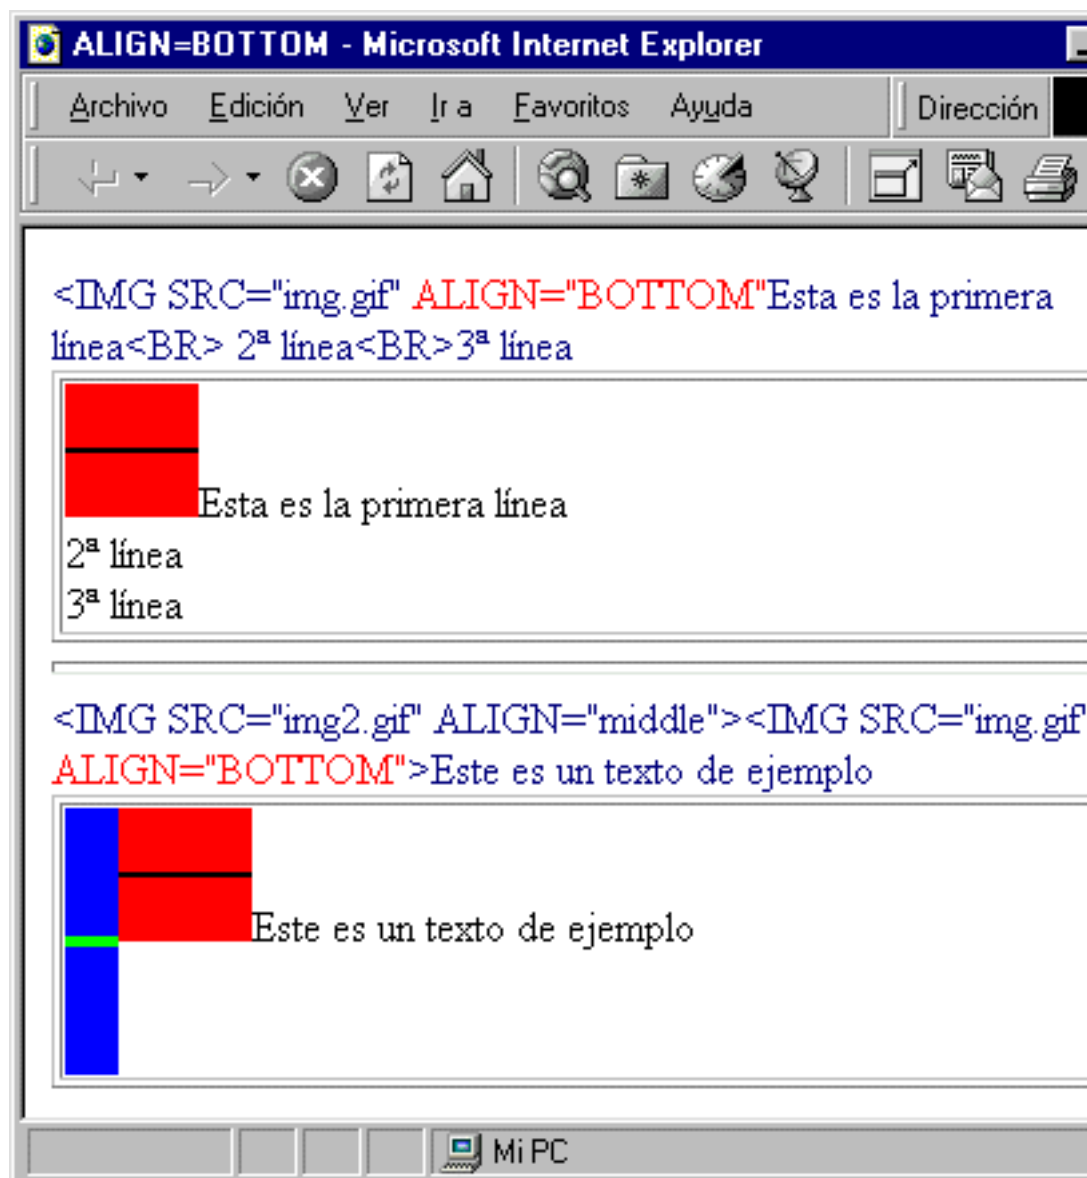 ALIGN=BOTTOM - Microsoft Internet Explorer
Archivo Edición Ver Ir a Favoritos Ayuda Dirección
<IMG SRC="img.gif" ALIGN="BOTTOM"Esta es la primera
línea<BR> 2ª línea<BR>3ª línea
Esta es la primera línea
2ª línea
3ª línea
<IMG SRC="img2.gif" ALIGN="middle"><IMG SRC="img.gif"
ALIGN="BOTTOM">Este es un texto de ejemplo
Este es un texto de ejemplo
Mi PC